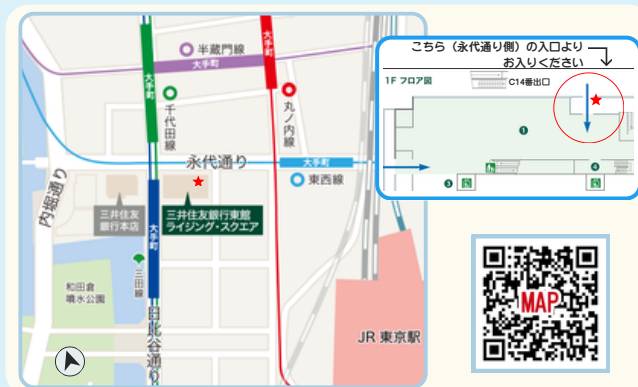 半蔵門線
大手町
大手町
大手町
千代田線
丸ノ内線
永代通り
大手町
東西線
内堀通り
三井住友
銀行本店
大手町
三井住友銀行東館
ライジング・スクエア
三田線
和田倉
噴水公園
日比谷通り
JR 東京駅
こちら（永代通り側）の入口より
お入りください
1F フロア図
C14番出口
1
4
3
MAP